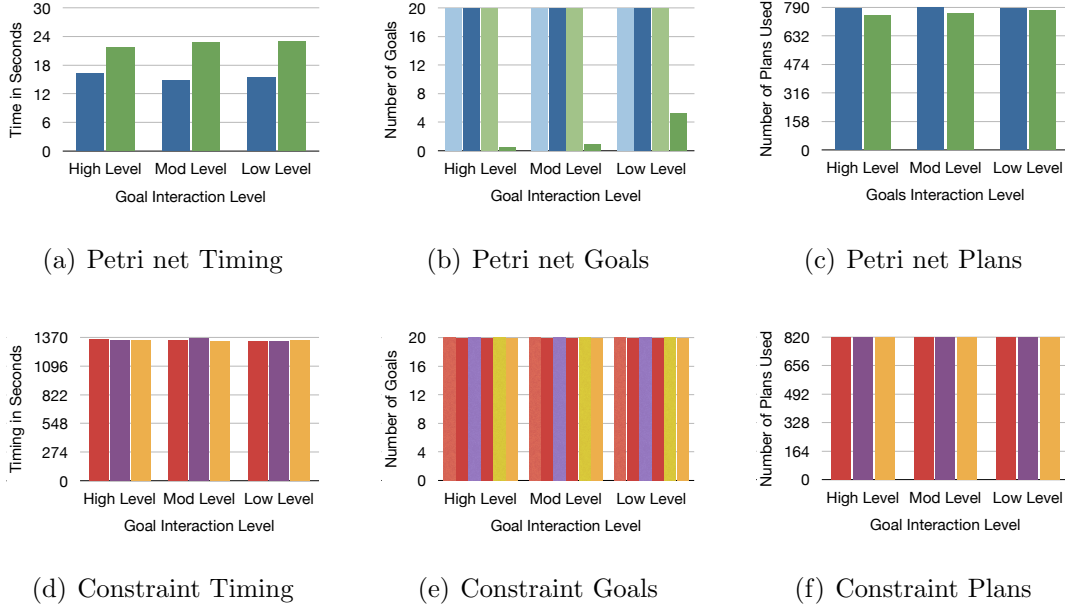 30
24
18
12
6
0
Time in Seconds
High Level Mod Level Low Level
Goal Interaction Level
(a) Petri net Timing
20
16
12
8
4
0
Number of Goals
High Level Mod Level Low Level
Goal Interaction Level
(b) Petri net Goals
790
632
474
316
158
0
Number of Plans Used
High Level Mod Level Low Level
Goals Interaction Level
(c) Petri net Plans
1370
1096
822
548
274
0
Timing in Seconds
High Level Mod Level Low Level
Goal Interaction Level
(d) Constraint Timing
20
16
12
8
4
0
Number of Goals
High Level Mod Level Low Level
Goal Interaction Level
(e) Constraint Goals
820
656
492
328
164
0
Number of Plans Used
High Level Mod Level Low Level
Goal Interaction Level
(f) Constraint Plans